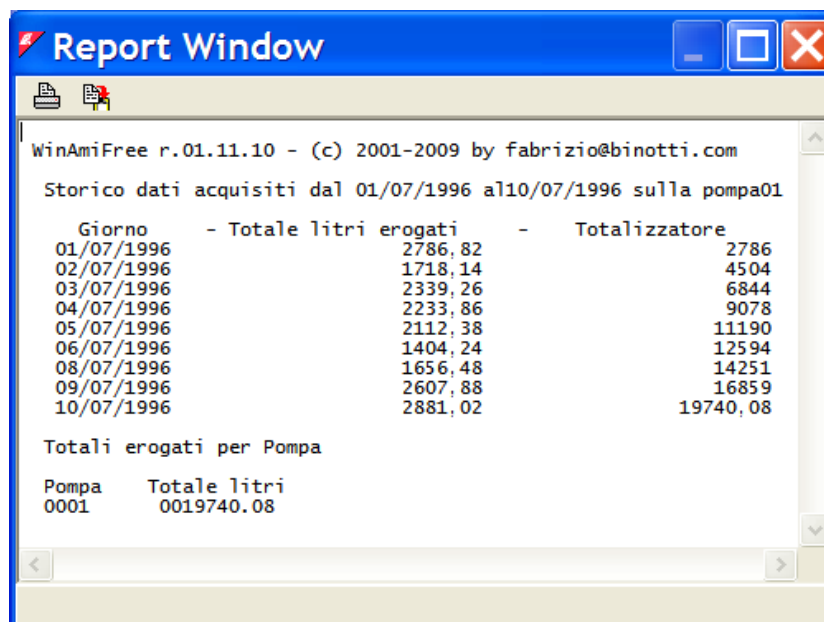 Report Window
WinAmiFree r.01.11.10 - (c) 2001-2009 by fabrizio@binotti.com
Storico dati acquisiti dal 01/07/1996 al10/07/1996 sulla pompa01
Giorno - Totale litri erogati - Totalizzatore
01/07/1996 2786,82 2786
02/07/1996 1718,14 4504
03/07/1996 2339,26 6844
04/07/1996 2233,86 9078
05/07/1996 2112,38 11190
06/07/1996 1404,24 12594
08/07/1996 1656,48 14251
09/07/1996 2607,88 16859
10/07/1996 2881,02 19740,08
Totali erogati per Pompa
Pompa Totale litri
0001 0019740.08